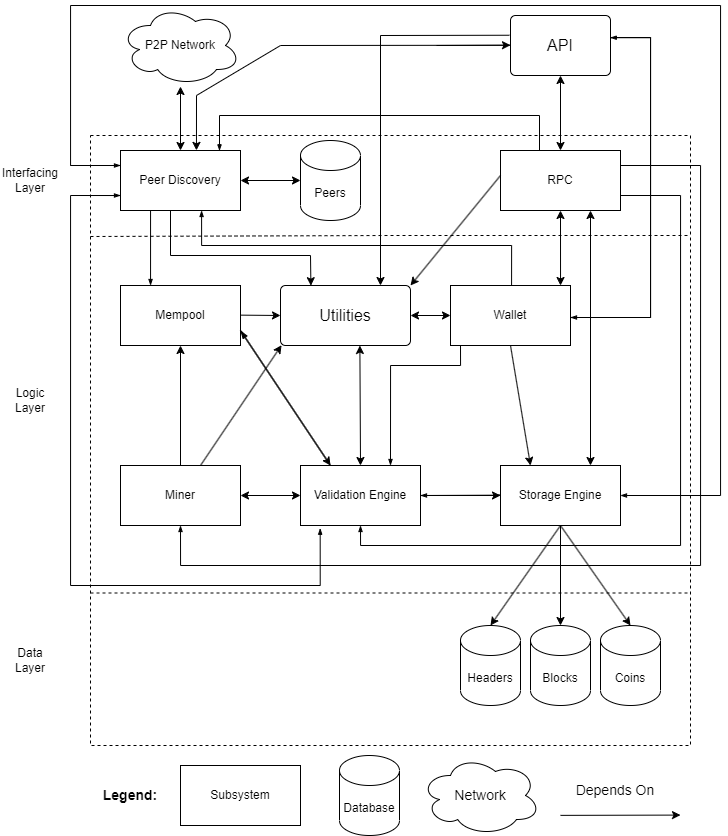 P2P Network
API
Interfacing
Layer
Peer Discovery
Peers
RPC
Mempool
Utilities
Wallet
Logic
Layer
Miner
Validation Engine
Storage Engine
Data
Layer
Headers
Blocks
Coins
Legend:
Subsystem
Database
Network
Depends On